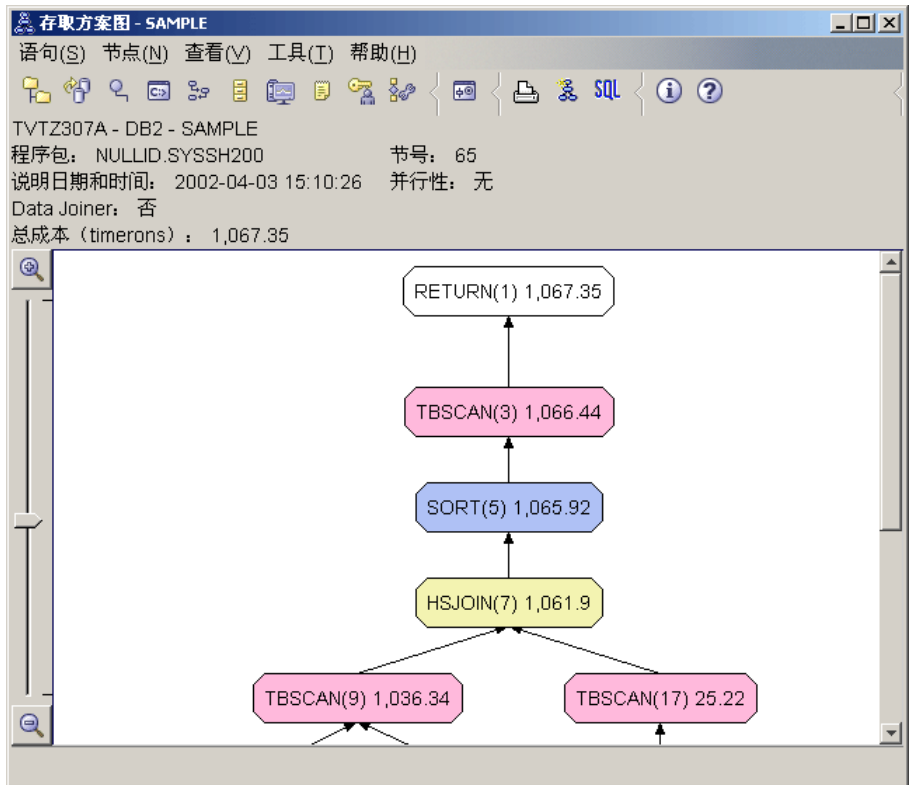 存取方案图 - SAMPLE
语句(S) 节点(N) 查看(V) 工具(T) 帮助(H)
SQL
TVTZ307A - DB2 - SAMPLE
程序包： NULLID.SYSSH200 节号： 65
说明日期和时间： 2002-04-03 15:10:26 并行性： 无
Data Joiner： 否
总成本（timerons）： 1,067.35
RETURN(1) 1,067.35
TBSCAN(3) 1,066.44
SORT(5) 1,065.92
HSJOIN(7) 1,061.9
TBSCAN(9) 1,036.34 TBSCAN(17) 25.22